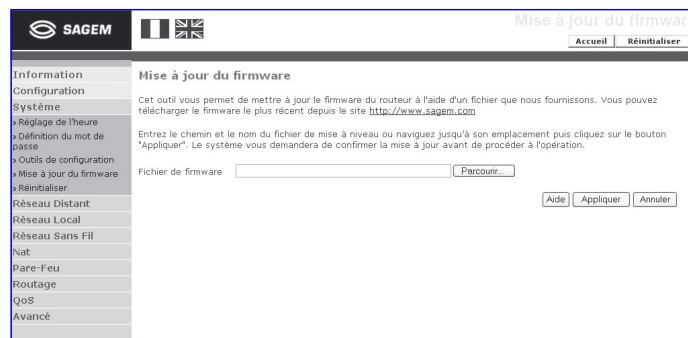 SAGEM
Mise à jour du firmwar
Accueil
Réinitialiser
Information
Configuration
Système
» Réglage de l'heure
» Définition du mot de
passe
» Outils de configuration
» Mise à jour du firmware
» Réinitialiser
Réseau Distant
Réseau Local
Réseau Sans Fil
Nat
Pare-Feu
Routage
QoS
Avancé
Mise à jour du firmware
Cet outil vous permet de mettre à jour le firmware du routeur à l'aide d'un fichier que nous fournissons. Vous pouvez
télécharger le firmware le plus récent depuis le site http://www.sagem.com
Entrez le chemin et le nom du fichier de mise à niveau ou naviguez jusqu'à son emplacement puis cliquez sur le bouton
"Appliquer". Le système vous demandera de confirmer la mise à jour avant de procéder à l'opération.
Fichier de firmware
Parcourir...
Aide
Appliquer
Annuler